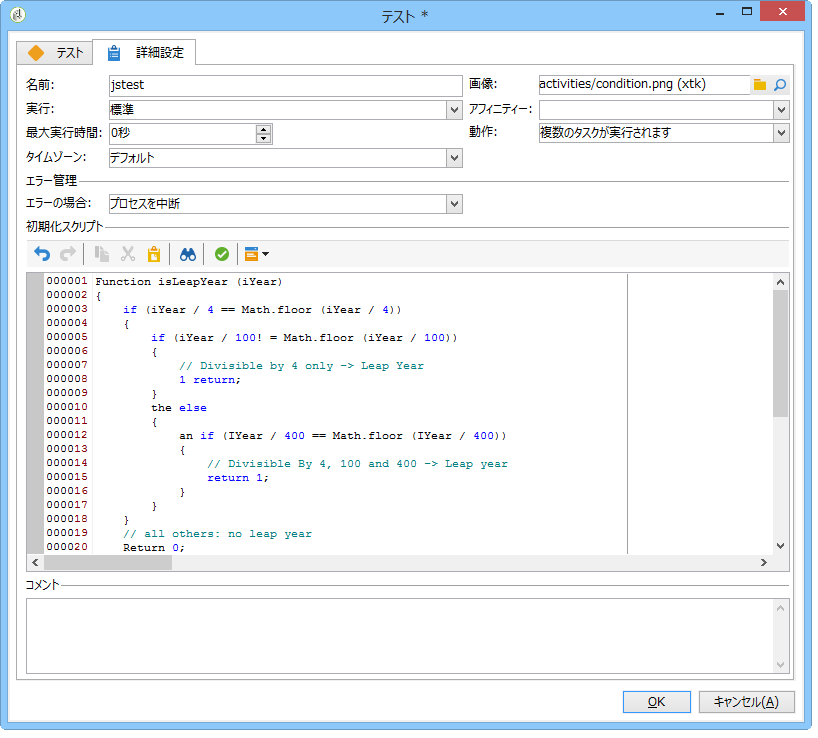 テスト *
テスト 詳細設定
名前: jstest 画像: activities/condition.png (xtk)
実行: 標準 アフィニティー:
最大実行時間: 0秒 動作: 複数のタスクが実行されます
タイムゾーン: デフォルト
エラー管理
エラーの場合: プロセスを中断
初期化スクリプト
000001 Function isLeapYear (iYear)
000002 {
000003 if (iYear / 4 == Math.floor (iYear / 4))
000004 {
000005 if (iYear / 100! = Math.floor (iYear / 100))
000006 {
000007 // Divisible by 4 only -> Leap Year
000008 1 return;
000009 }
000010 the else
000011 {
000012 an if (IYear / 400 == Math.floor (IYear / 400))
000013 {
000014 // Divisible By 4, 100 and 400 -> Leap year
000015 return 1;
000016 }
000017 }
000018 }
000019 // all others: no leap year
000020 Return 0;
コメント
OK キャンセル(A)